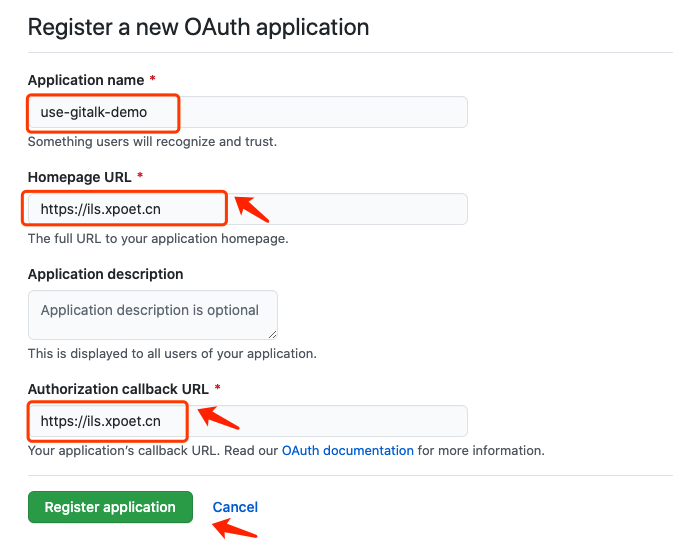 Register a new OAuth application
Application name *
use-gitalk-demo
Something users will recognize and trust.
Homepage URL *
https://ils.xpoet.cn
The full URL to your application homepage.
Application description
Application description is optional
This is displayed to all users of your application.
Authorization callback URL *
https://ils.xpoet.cn
Your application’s callback URL. Read our OAuth documentation for more information.
Register application Cancel